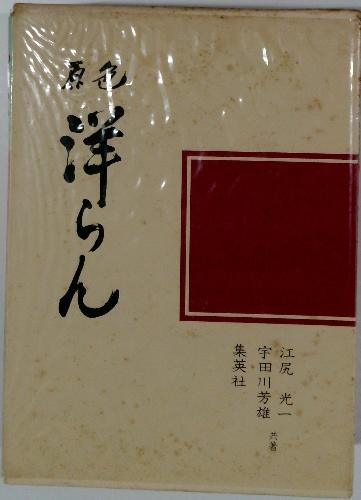 原色
洋らん
江尻光一
宇田川芳雄
共著
集英社